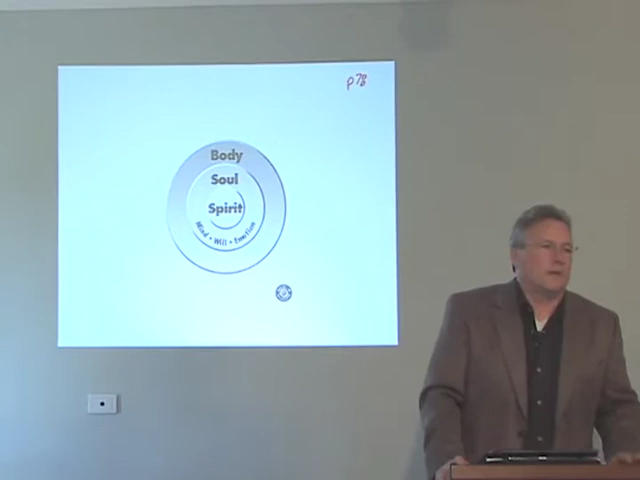 p78
Body
Soul
Spirit
Mind • Will • Emotion